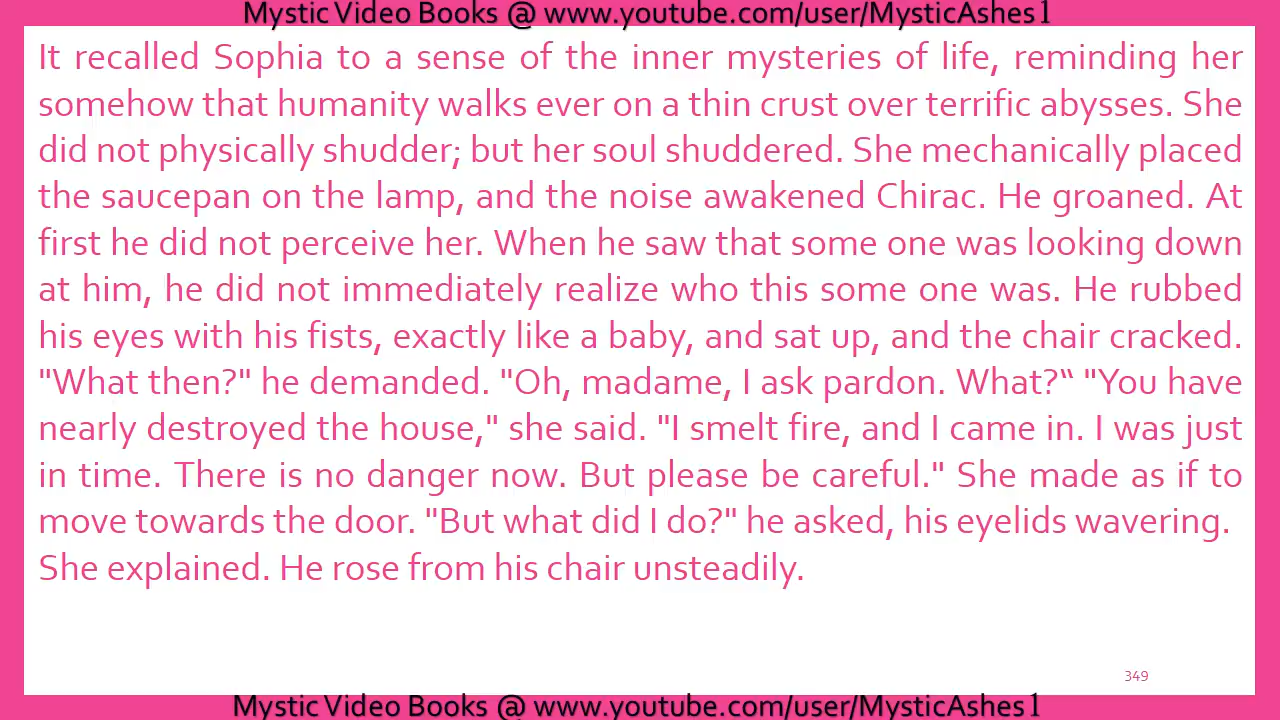 Mystic Video Books @ www.youtube.com/user/MysticAshes1
It recalled Sophia to a sense of the inner mysteries of life, reminding her
somehow that humanity walks ever on a thin crust over terrific abysses. She
did not physically shudder; but her soul shuddered. She mechanically placed
the saucepan on the lamp, and the noise awakened Chirac. He groaned. At
first he did not perceive her. When he saw that some one was looking down
at him, he did not immediately realize who this some one was. He rubbed
his eyes with his fists, exactly like a baby, and sat up, and the chair cracked.
"What then?" he demanded. "Oh, madame, I ask pardon. What?“ "You have
nearly destroyed the house," she said. "I smelt fire, and I came in. I was just
in time. There is no danger now. But please be careful." She made as if to
move towards the door. "But what did I do?" he asked, his eyelids wavering.
She explained. He rose from his chair unsteadily.
349
Mystic Video Books @ www.youtube.com/user/MysticAshes1